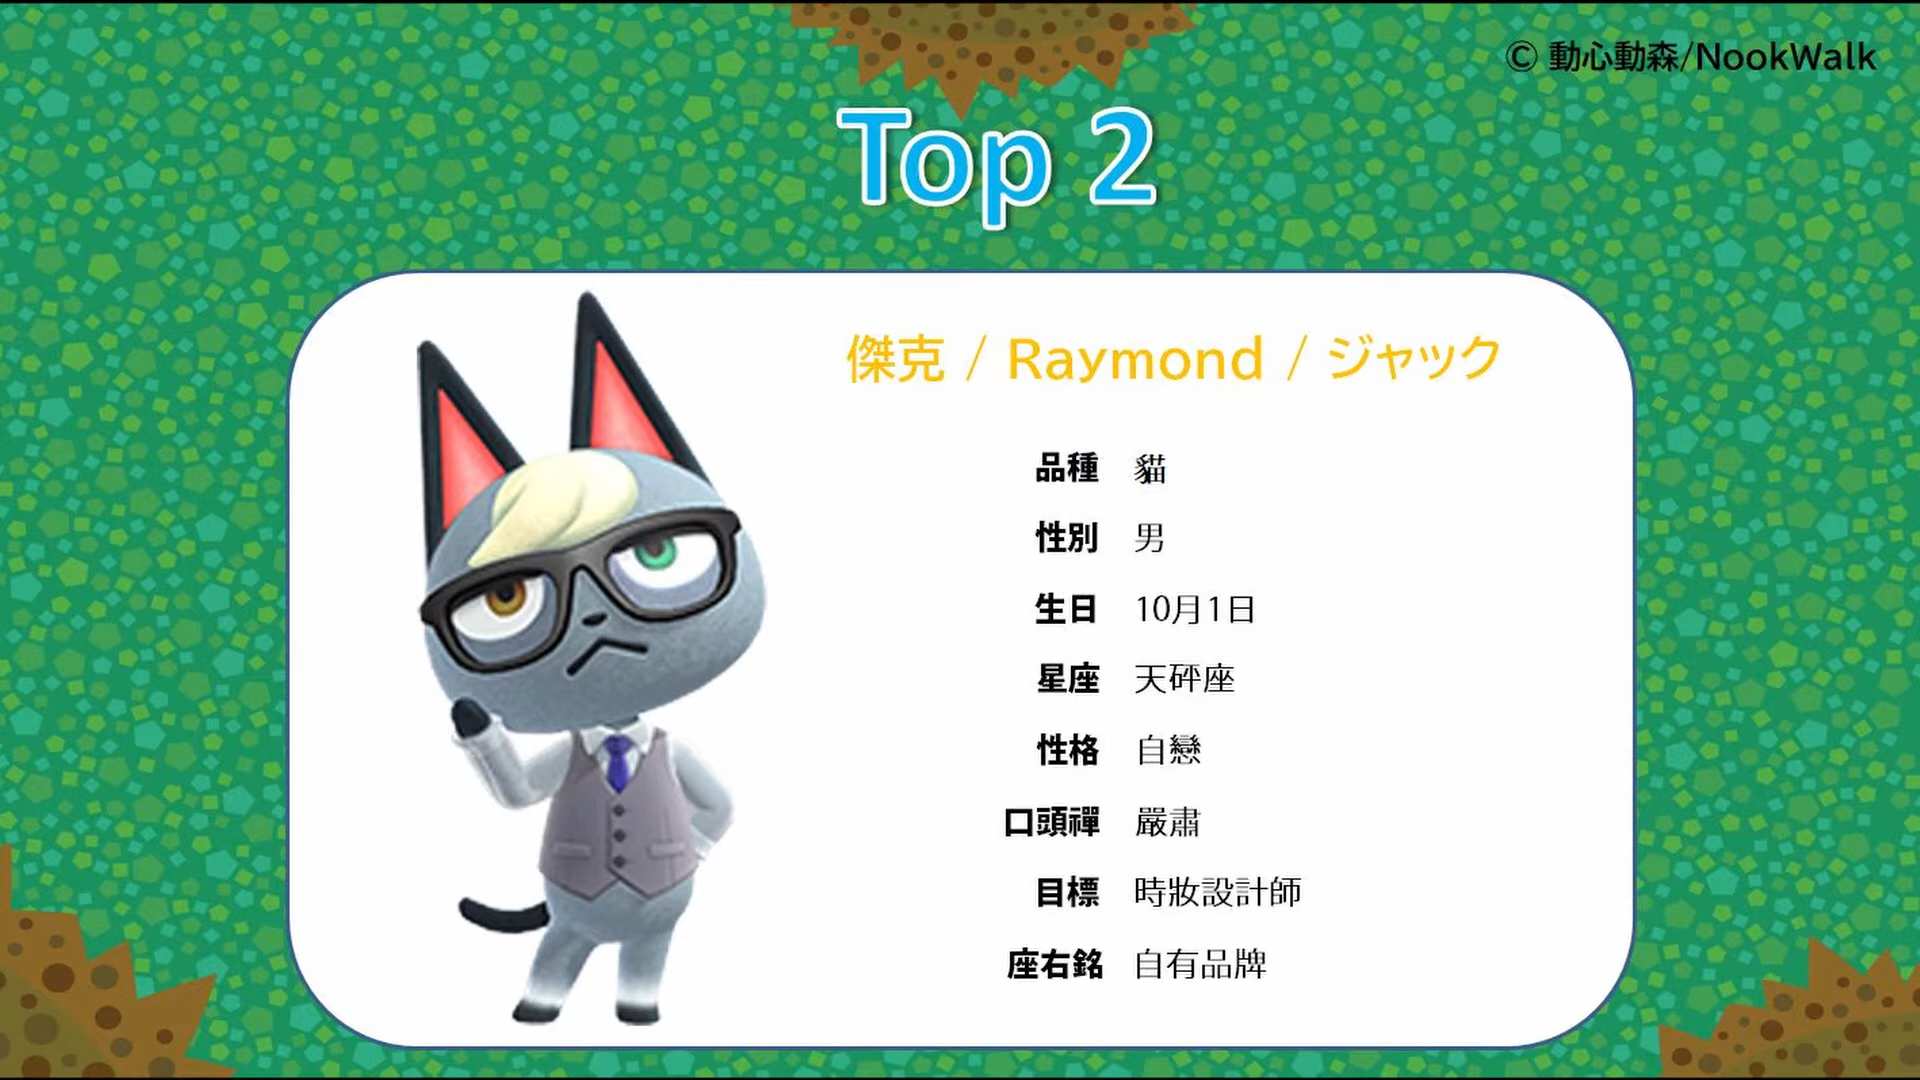 © 動心動森/NookWalk
Top 2
傑克 / Raymond / ジャック
品種 貓
性別 男
生日 10月1日
星座 天砰座
性格 自戀
口頭禪 嚴肅
目標 時妝設計師
座右銘 自有品牌